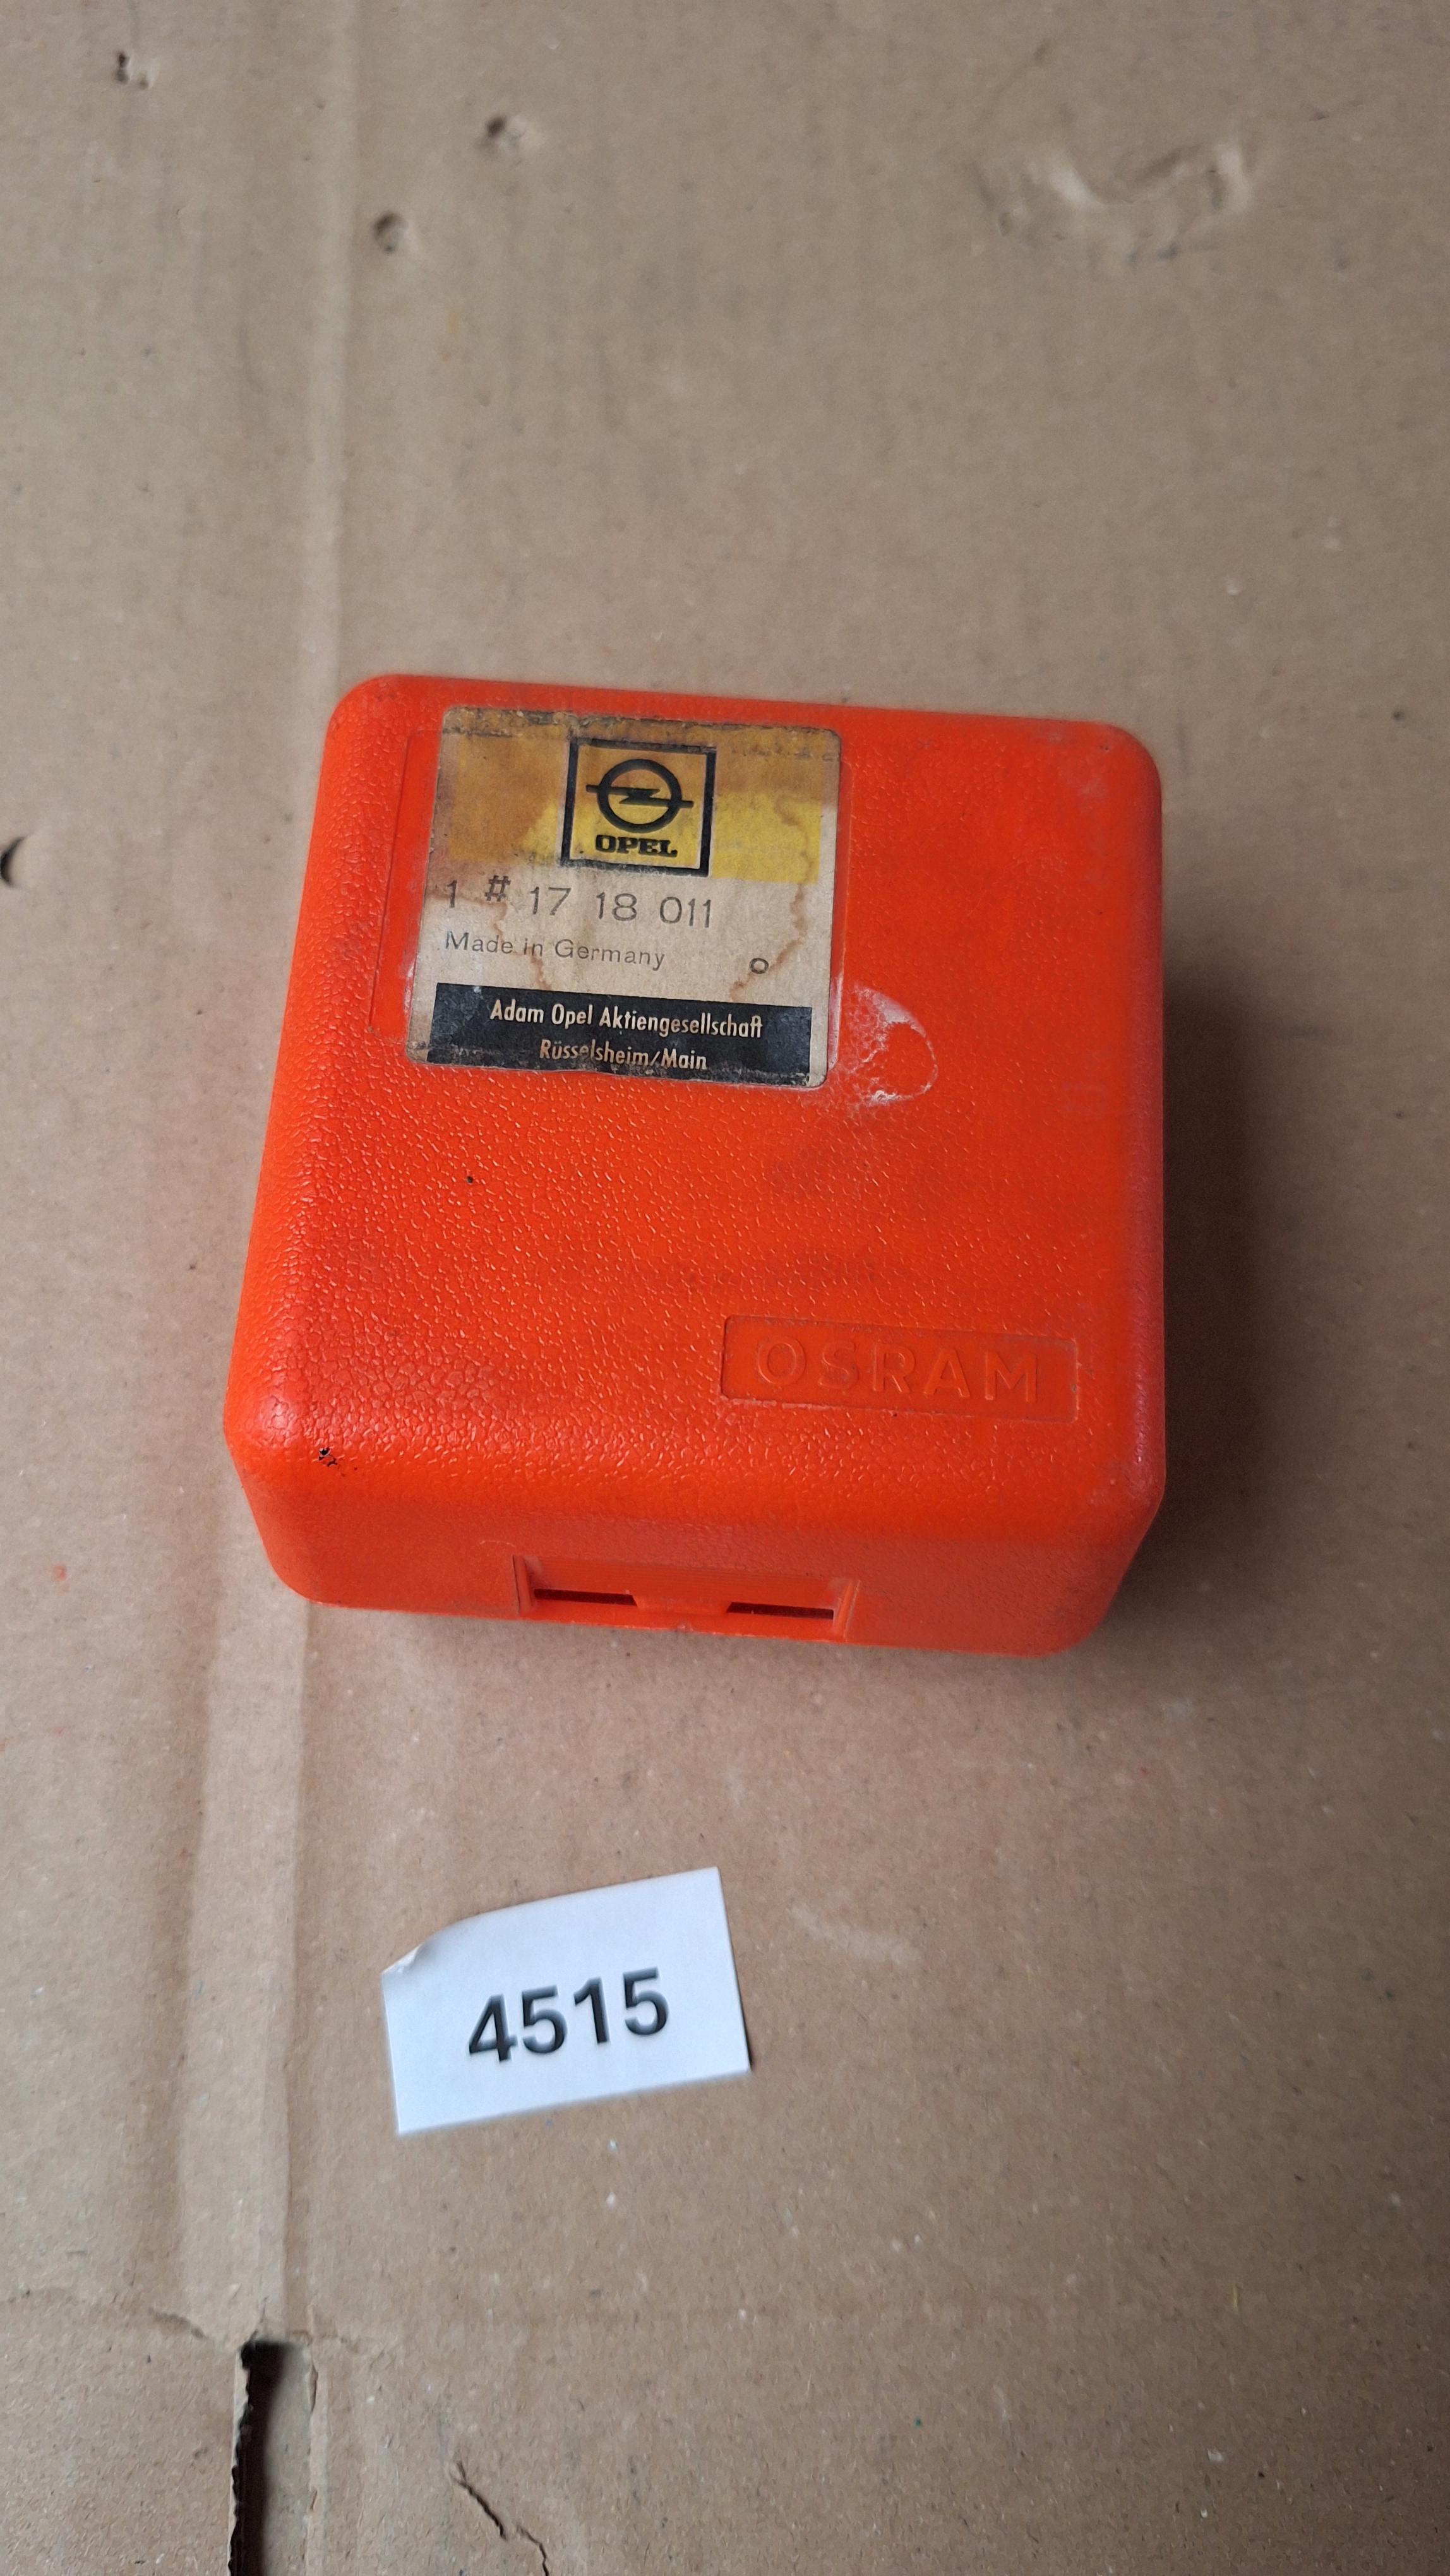 OPEL
1 # 17 18 011
Made in Germany o
Adam Opel Aktiengesellschaft
Rüsselsheim/Main
OSRAM
4515